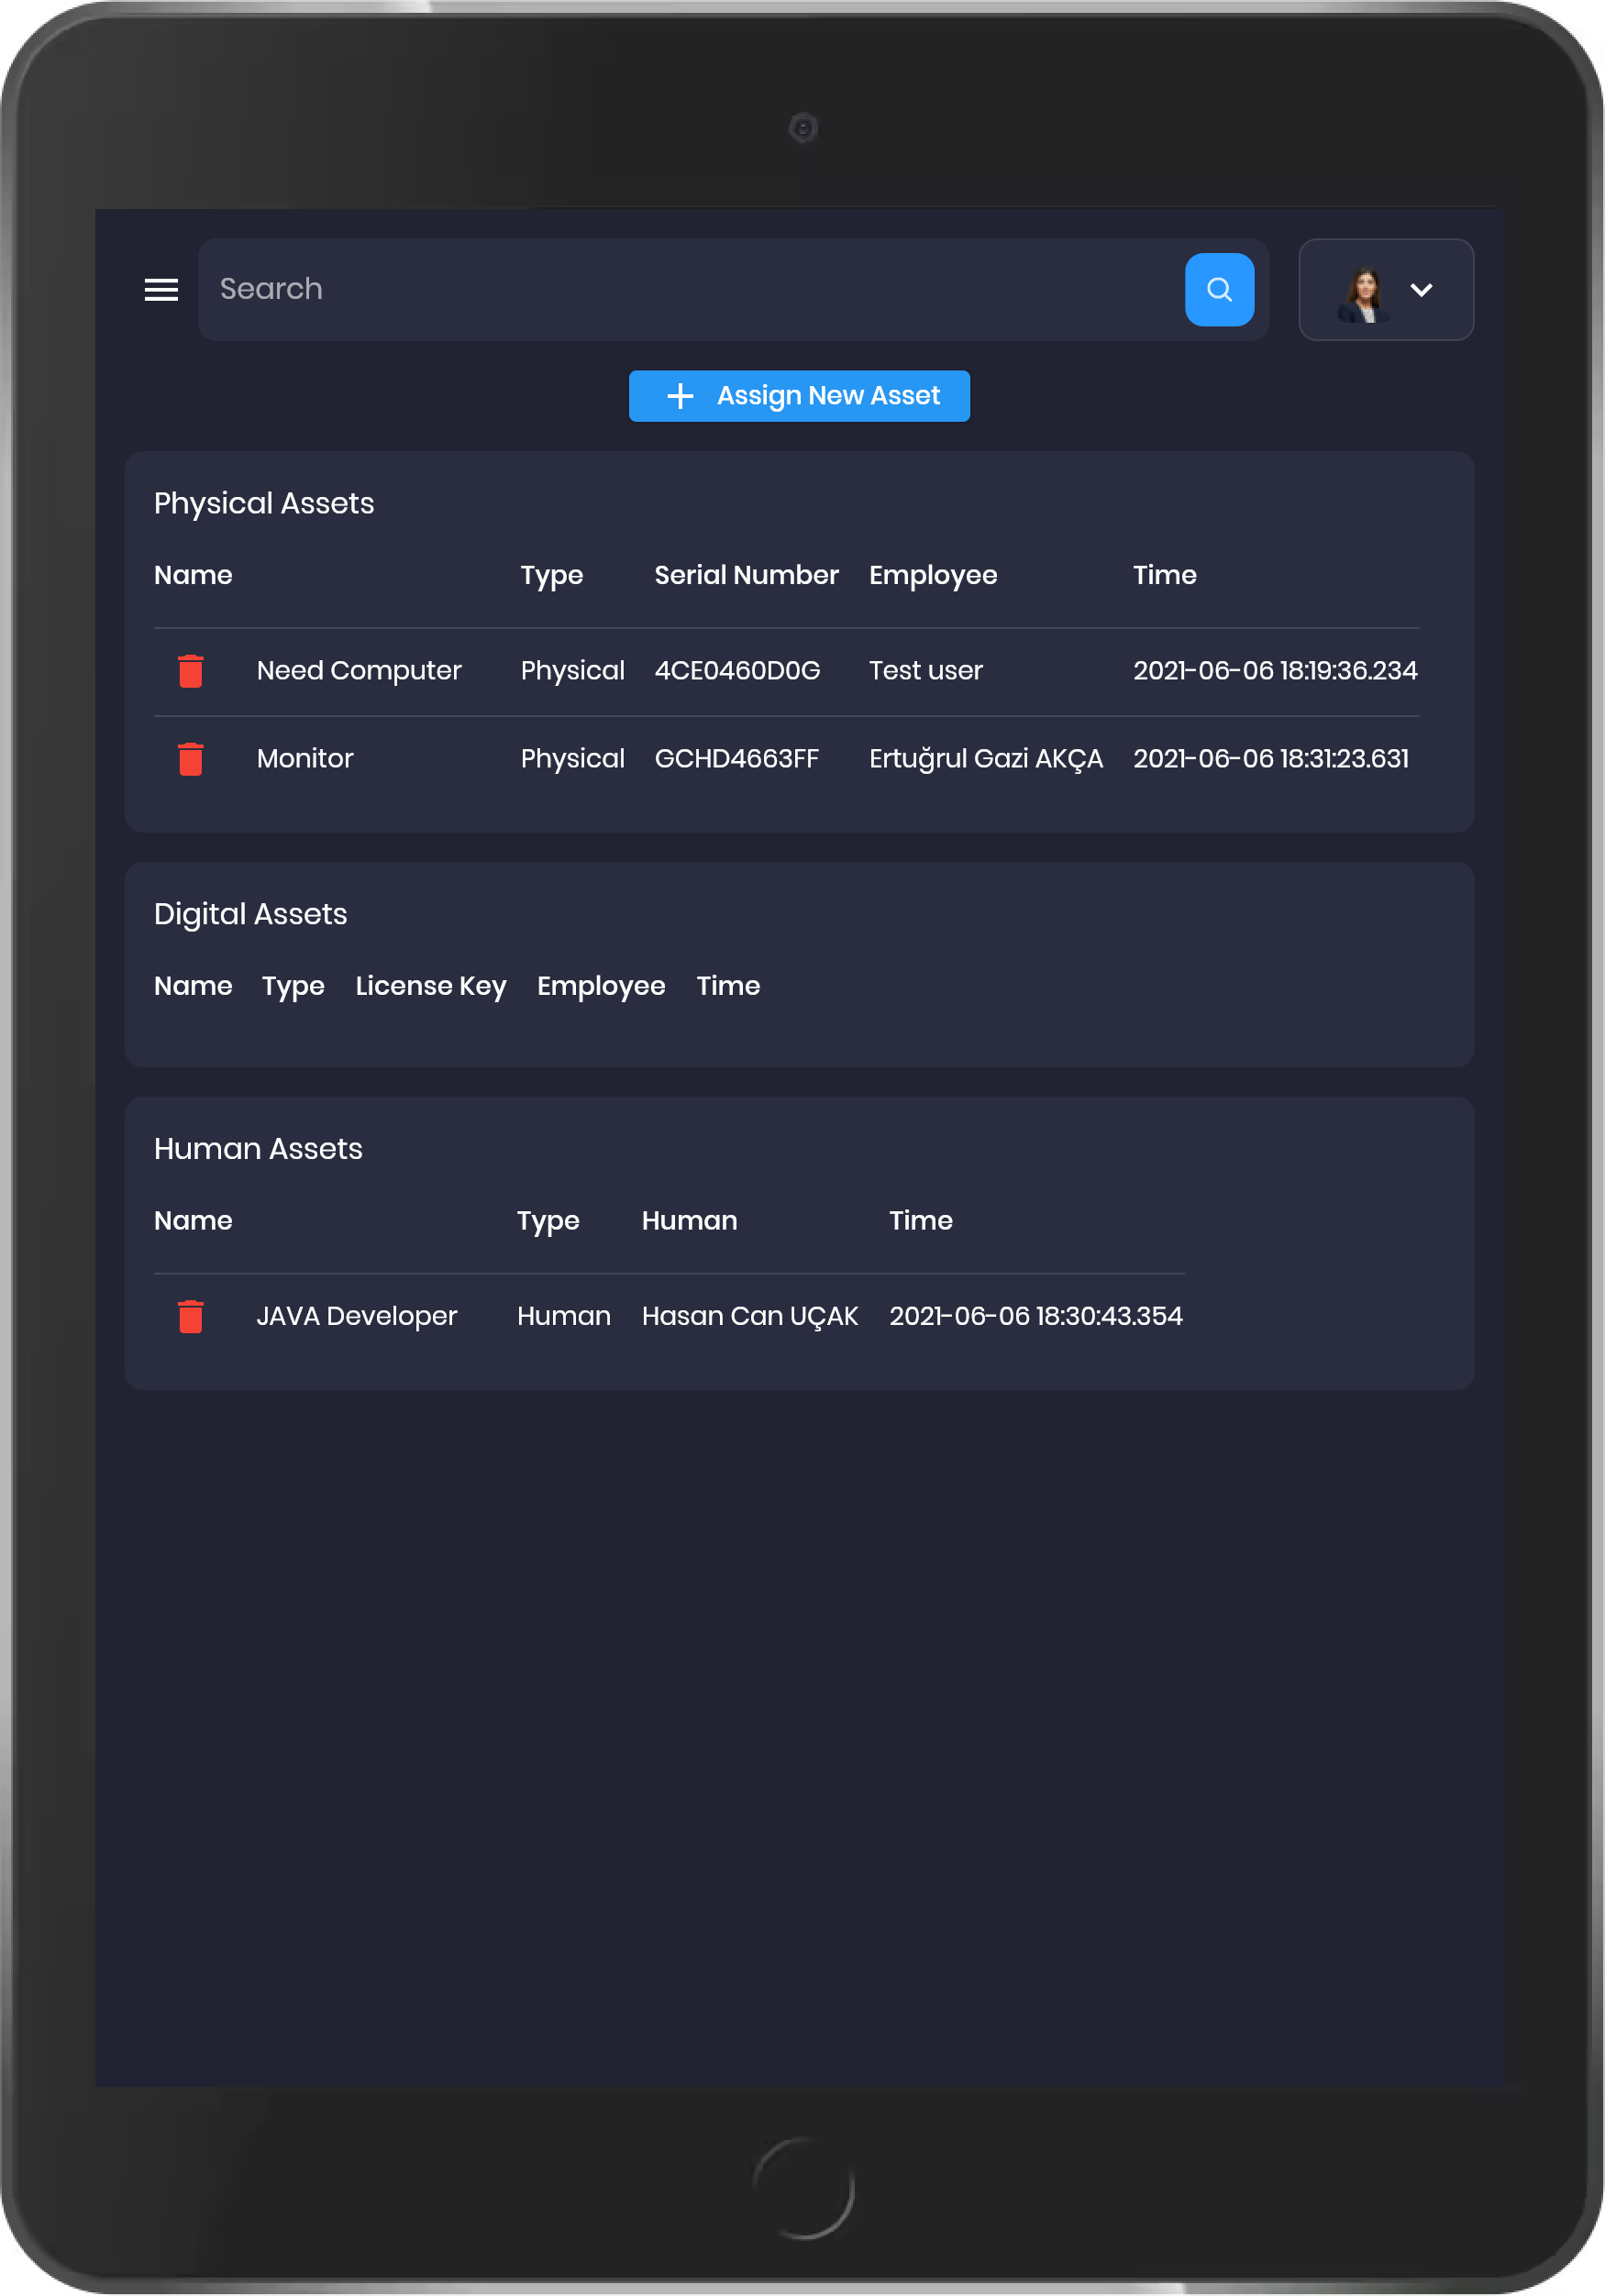 Search
Assign New Asset
Physical Assets
Name Type Serial Number Employee Time
Need Computer Physical 4CE0460D0G Test user 2021-06-06 18:19:36.234
Monitor Physical GCHD4663FF Ertuğrul Gazi AKÇA 2021-06-06 18:31:23.631
Digital Assets
Name Type License Key Employee Time
Human Assets
Name Type Human Time
JAVA Developer Human Hasan Can UÇAK 2021-06-06 18:30:43.354